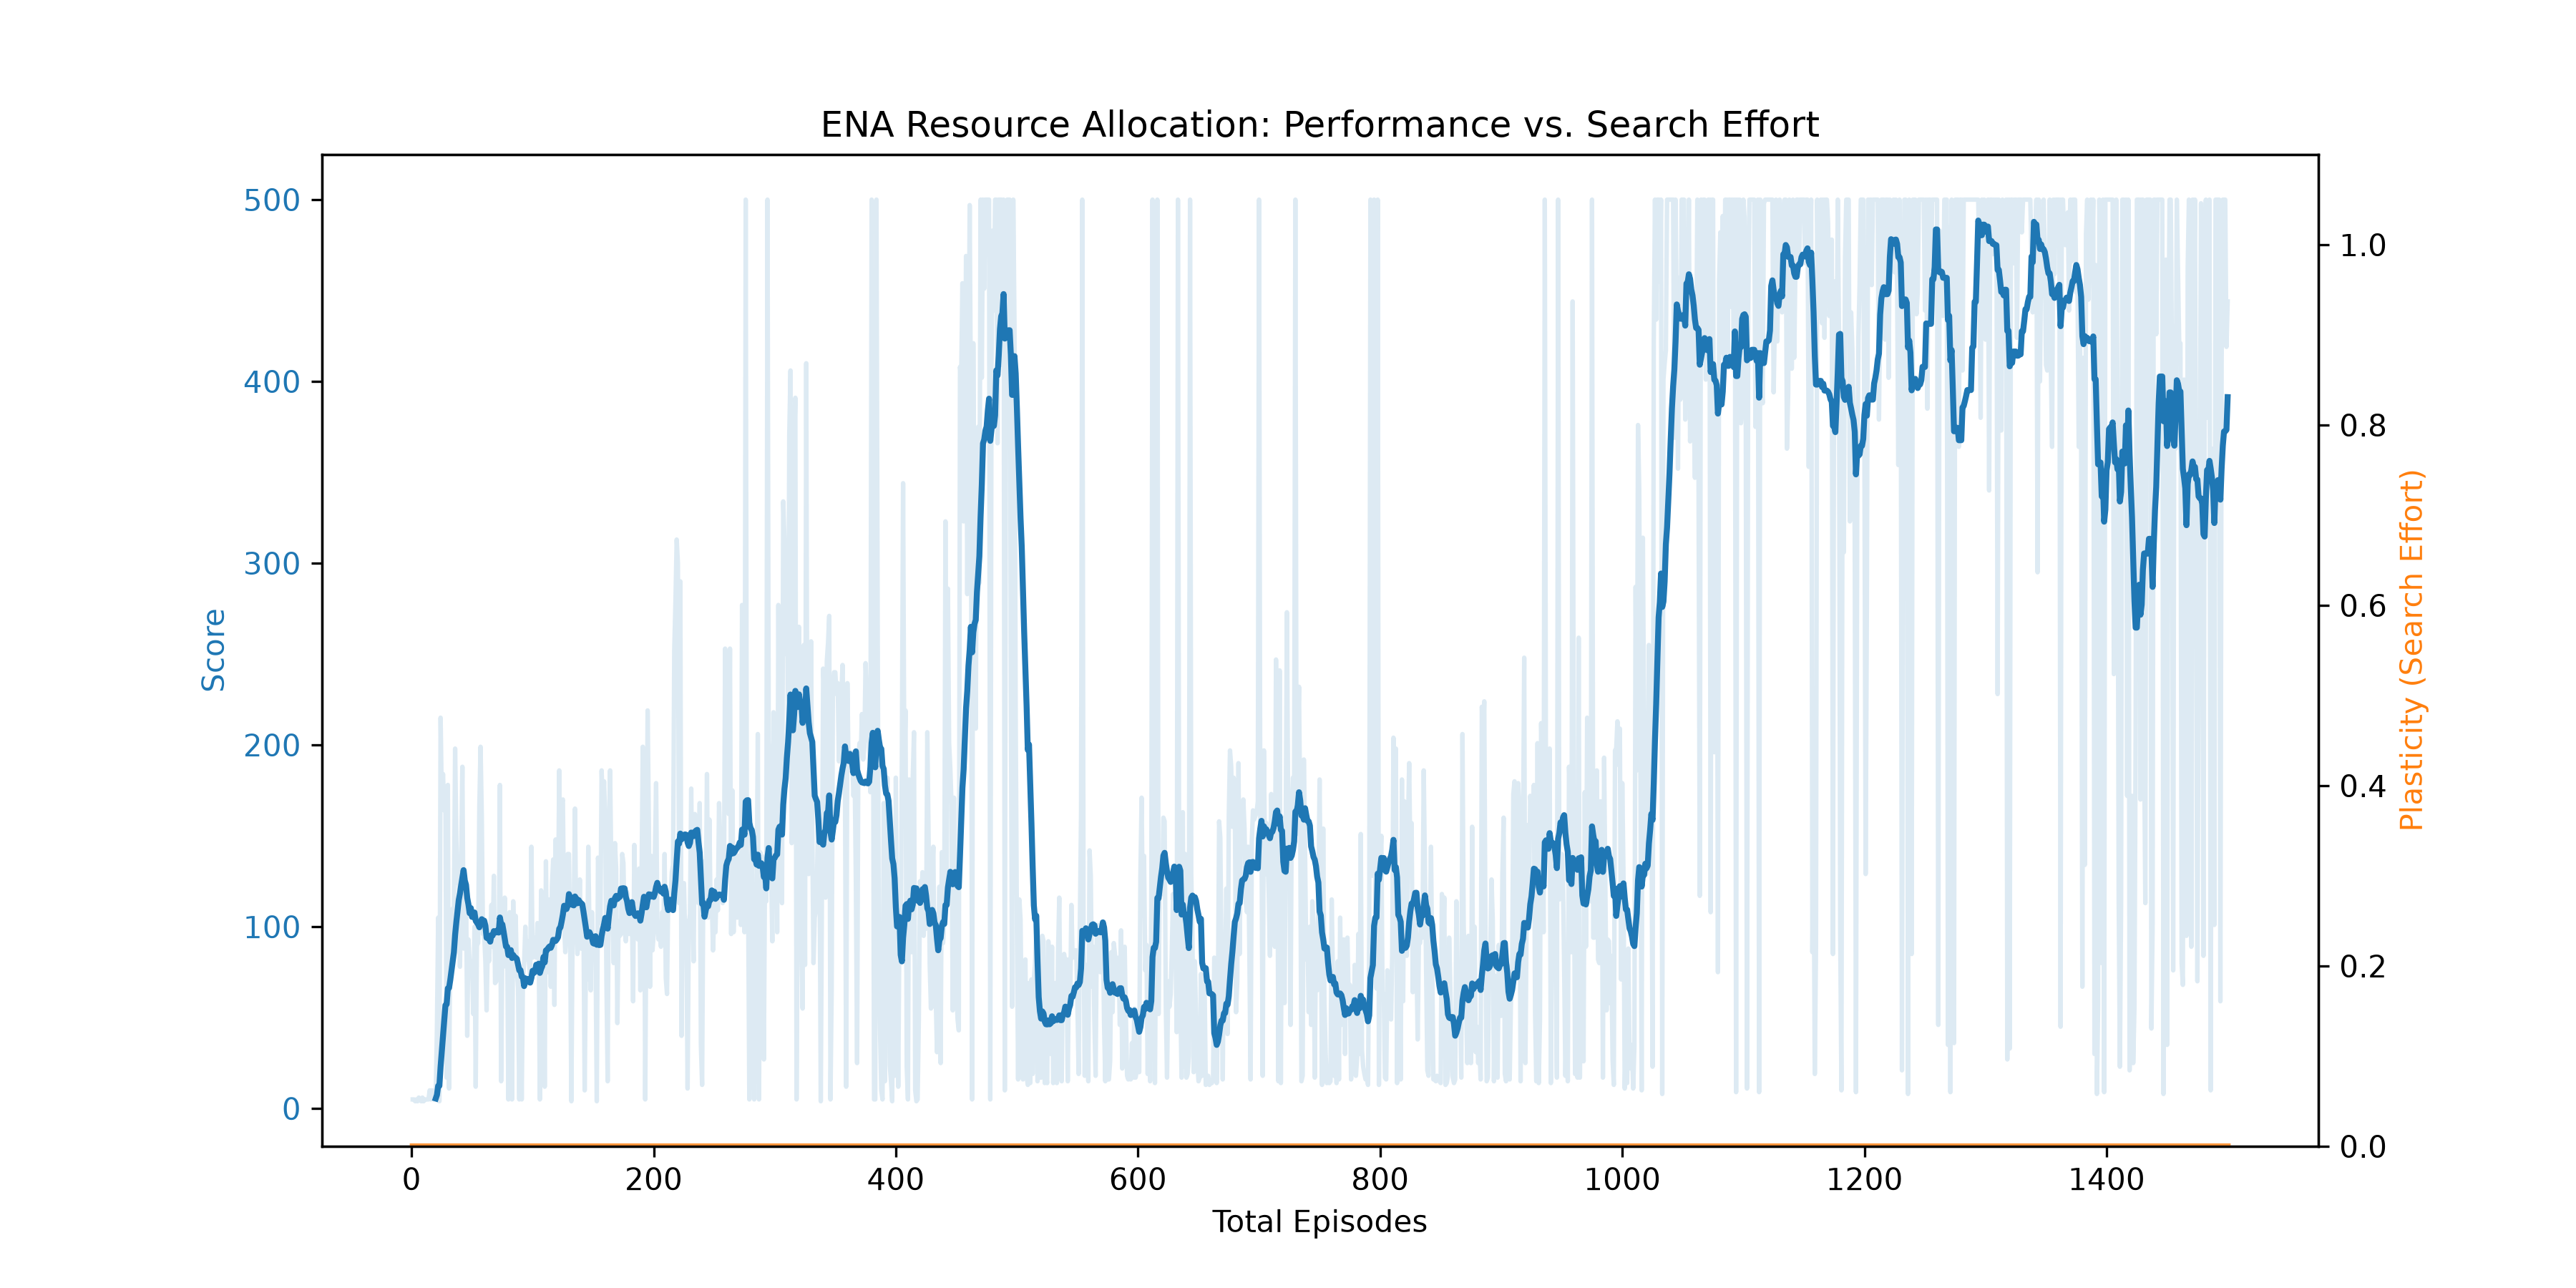 ENA Resource Allocation: Performance vs. Search Effort
500
400
300
200
100
0
Score
1.0
0.8
0.6
0.4
0.2
0.0
Plasticity (Search Effort)
0 200 400 600 800 1000 1200 1400
Total Episodes